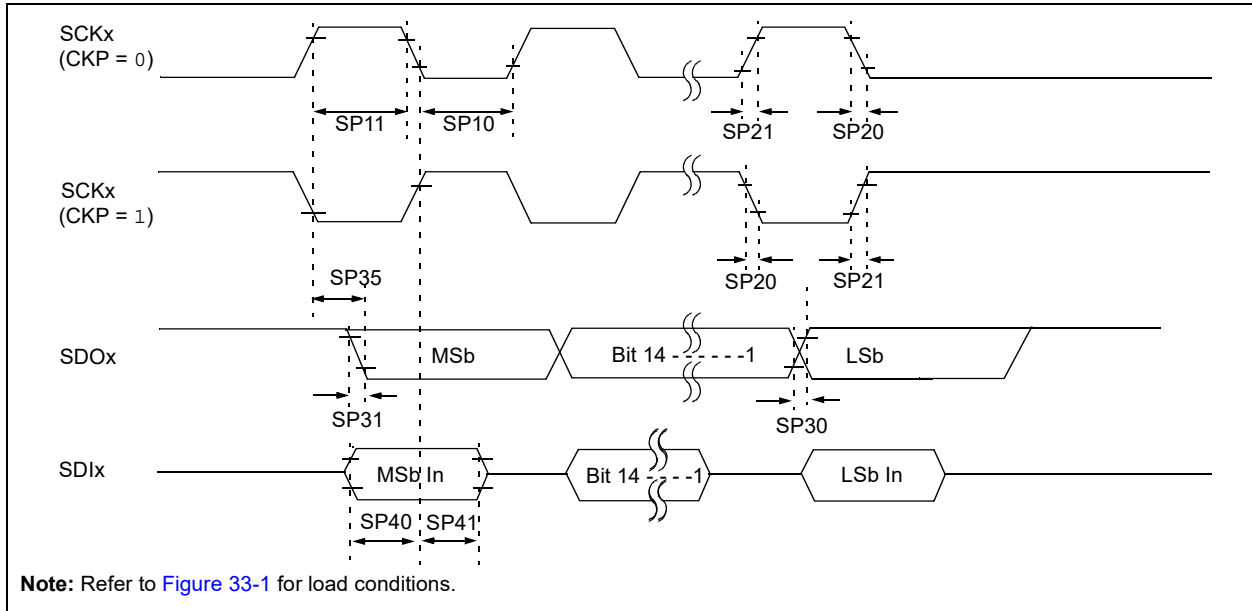 SCKx
(CKP = 0)
SP11
SP10
SP21
SP20
SCKx
(CKP = 1)
SP35
SP20
SP21
SDOx
MSb
Bit 14 - - - - - -1
LSb
SP31
SP30
SDIx
MSb In
Bit 14 - - - -1
LSb In
SP40
SP41
Note: Refer to Figure 33-1 for load conditions.